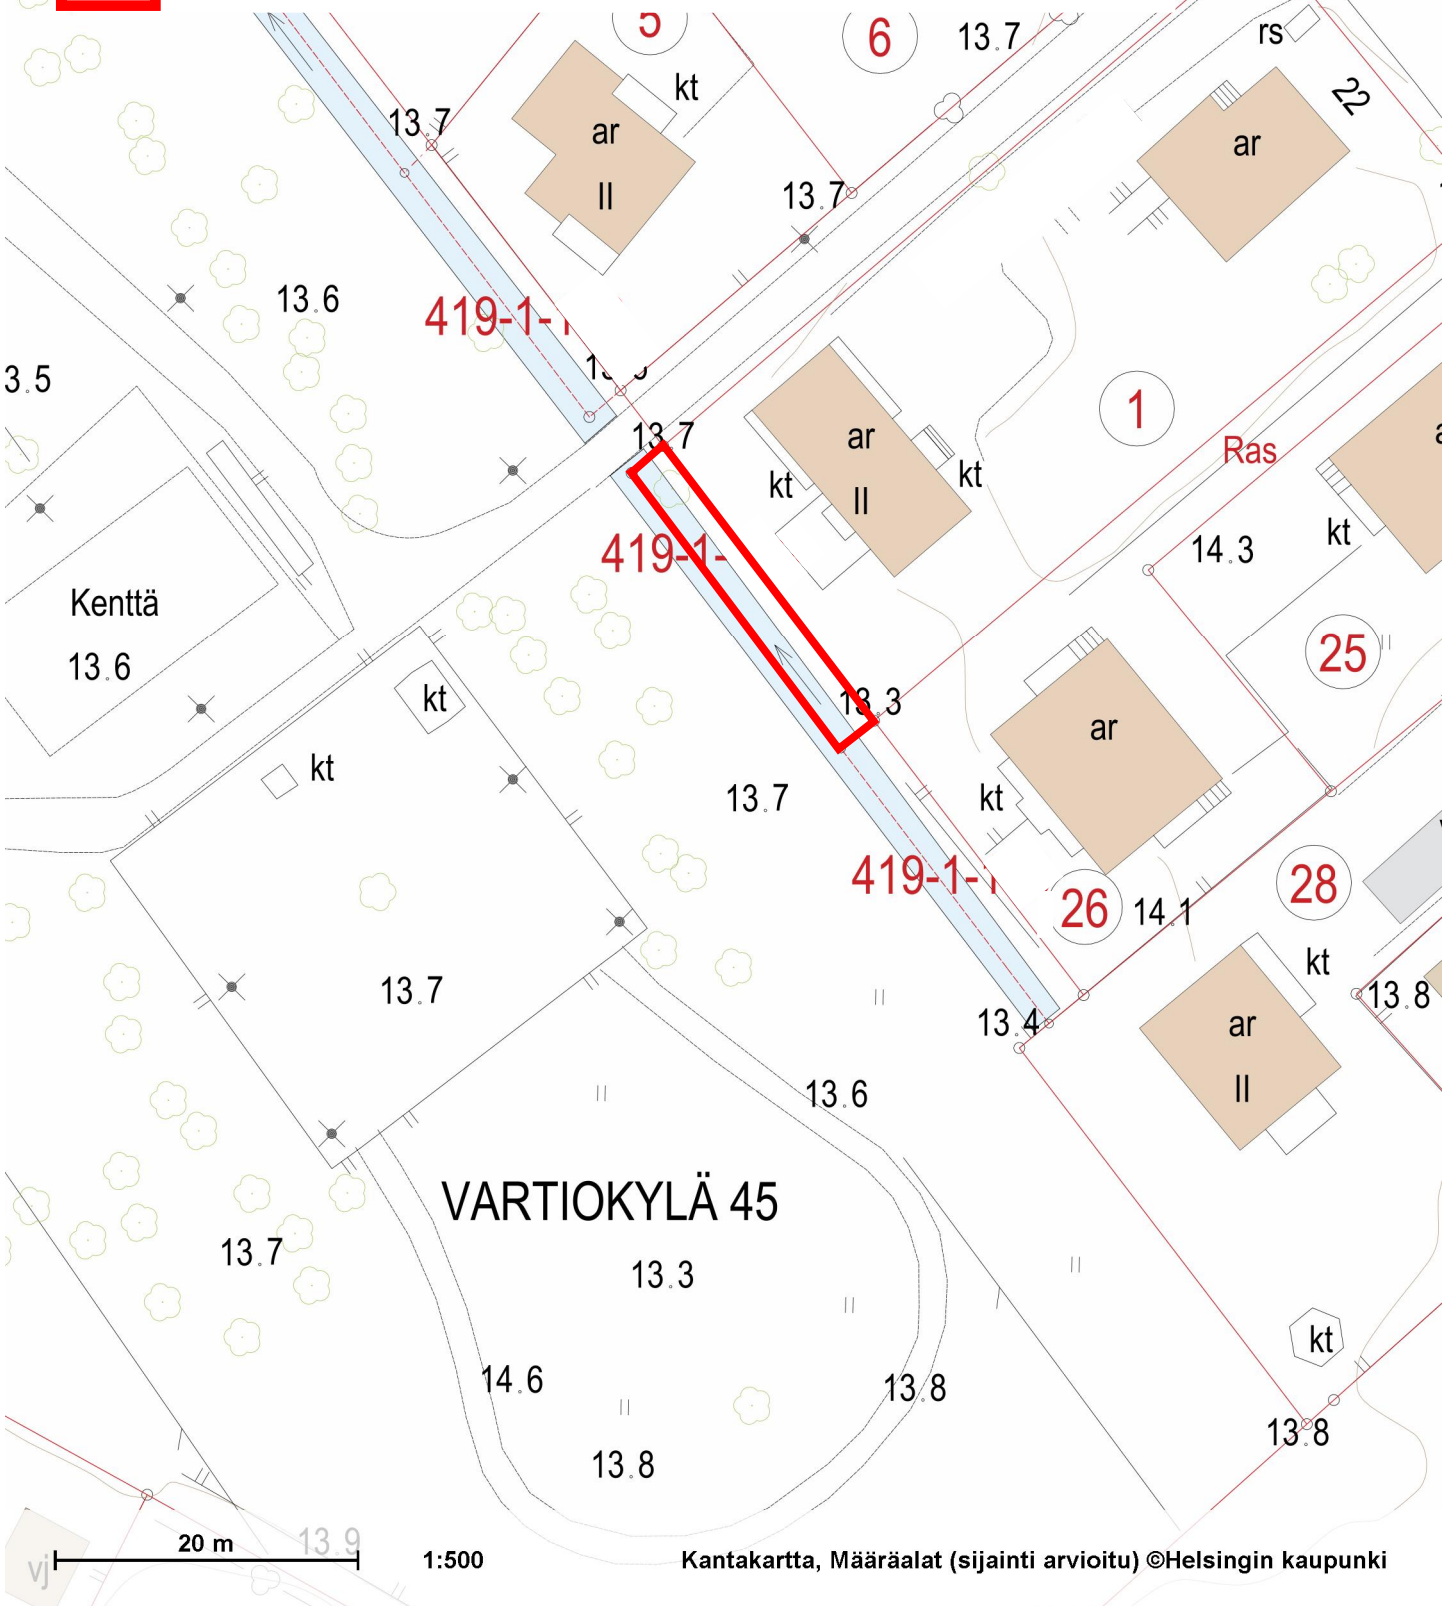 5
6
13.7
rs
kt
22
13.7
ar
ar
II
13.7
13.6
419-1-
3.5
13.7
1
ar
Ras
kt
kt
II
kt
14.3
419-1-
Kenttä
25
13.6
kt
13.3
ar
kt
13.7
kt
419-1-
28
26
14.1
kt
13.7
13.8
13.4
ar
II
13.6
VARTIOKYLÄ 45
13.7
13.3
kt
14.6
13.8
13.8
13.8
20 m
13.9
1:500
Kantakartta, Määräalat (sijainti arvioitu) ©Helsingin kaupunki
vj